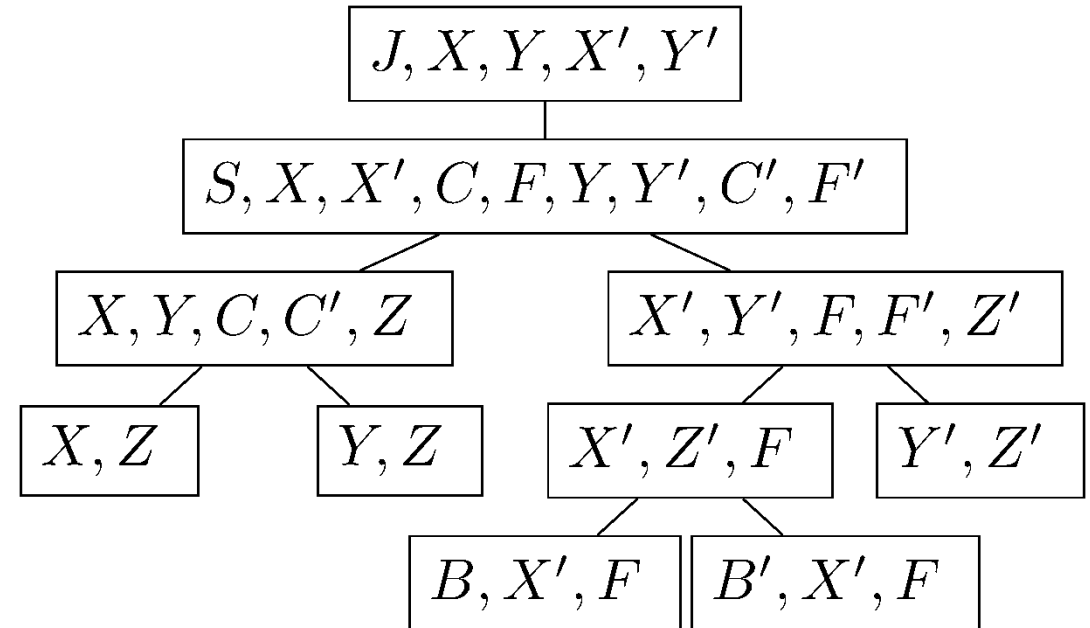 J, X, Y, X′, Y′
S, X, X′, C, F, Y, Y′, C′, F′
X, Y, C, C′, Z
X′, Y′, F, F′, Z′
X, Z
Y, Z
X′, Z′, F
Y′, Z′
B, X′, F
B′, X′, F